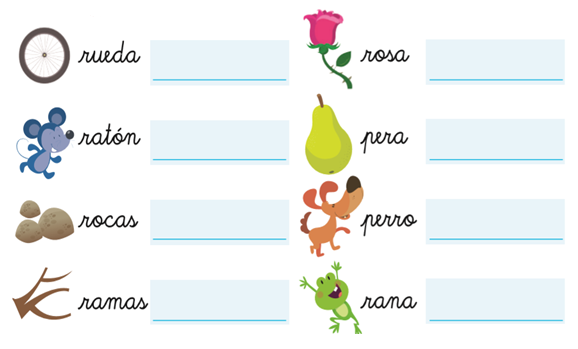 rueda rosa
ratón pera
rocas perro
ramas rana